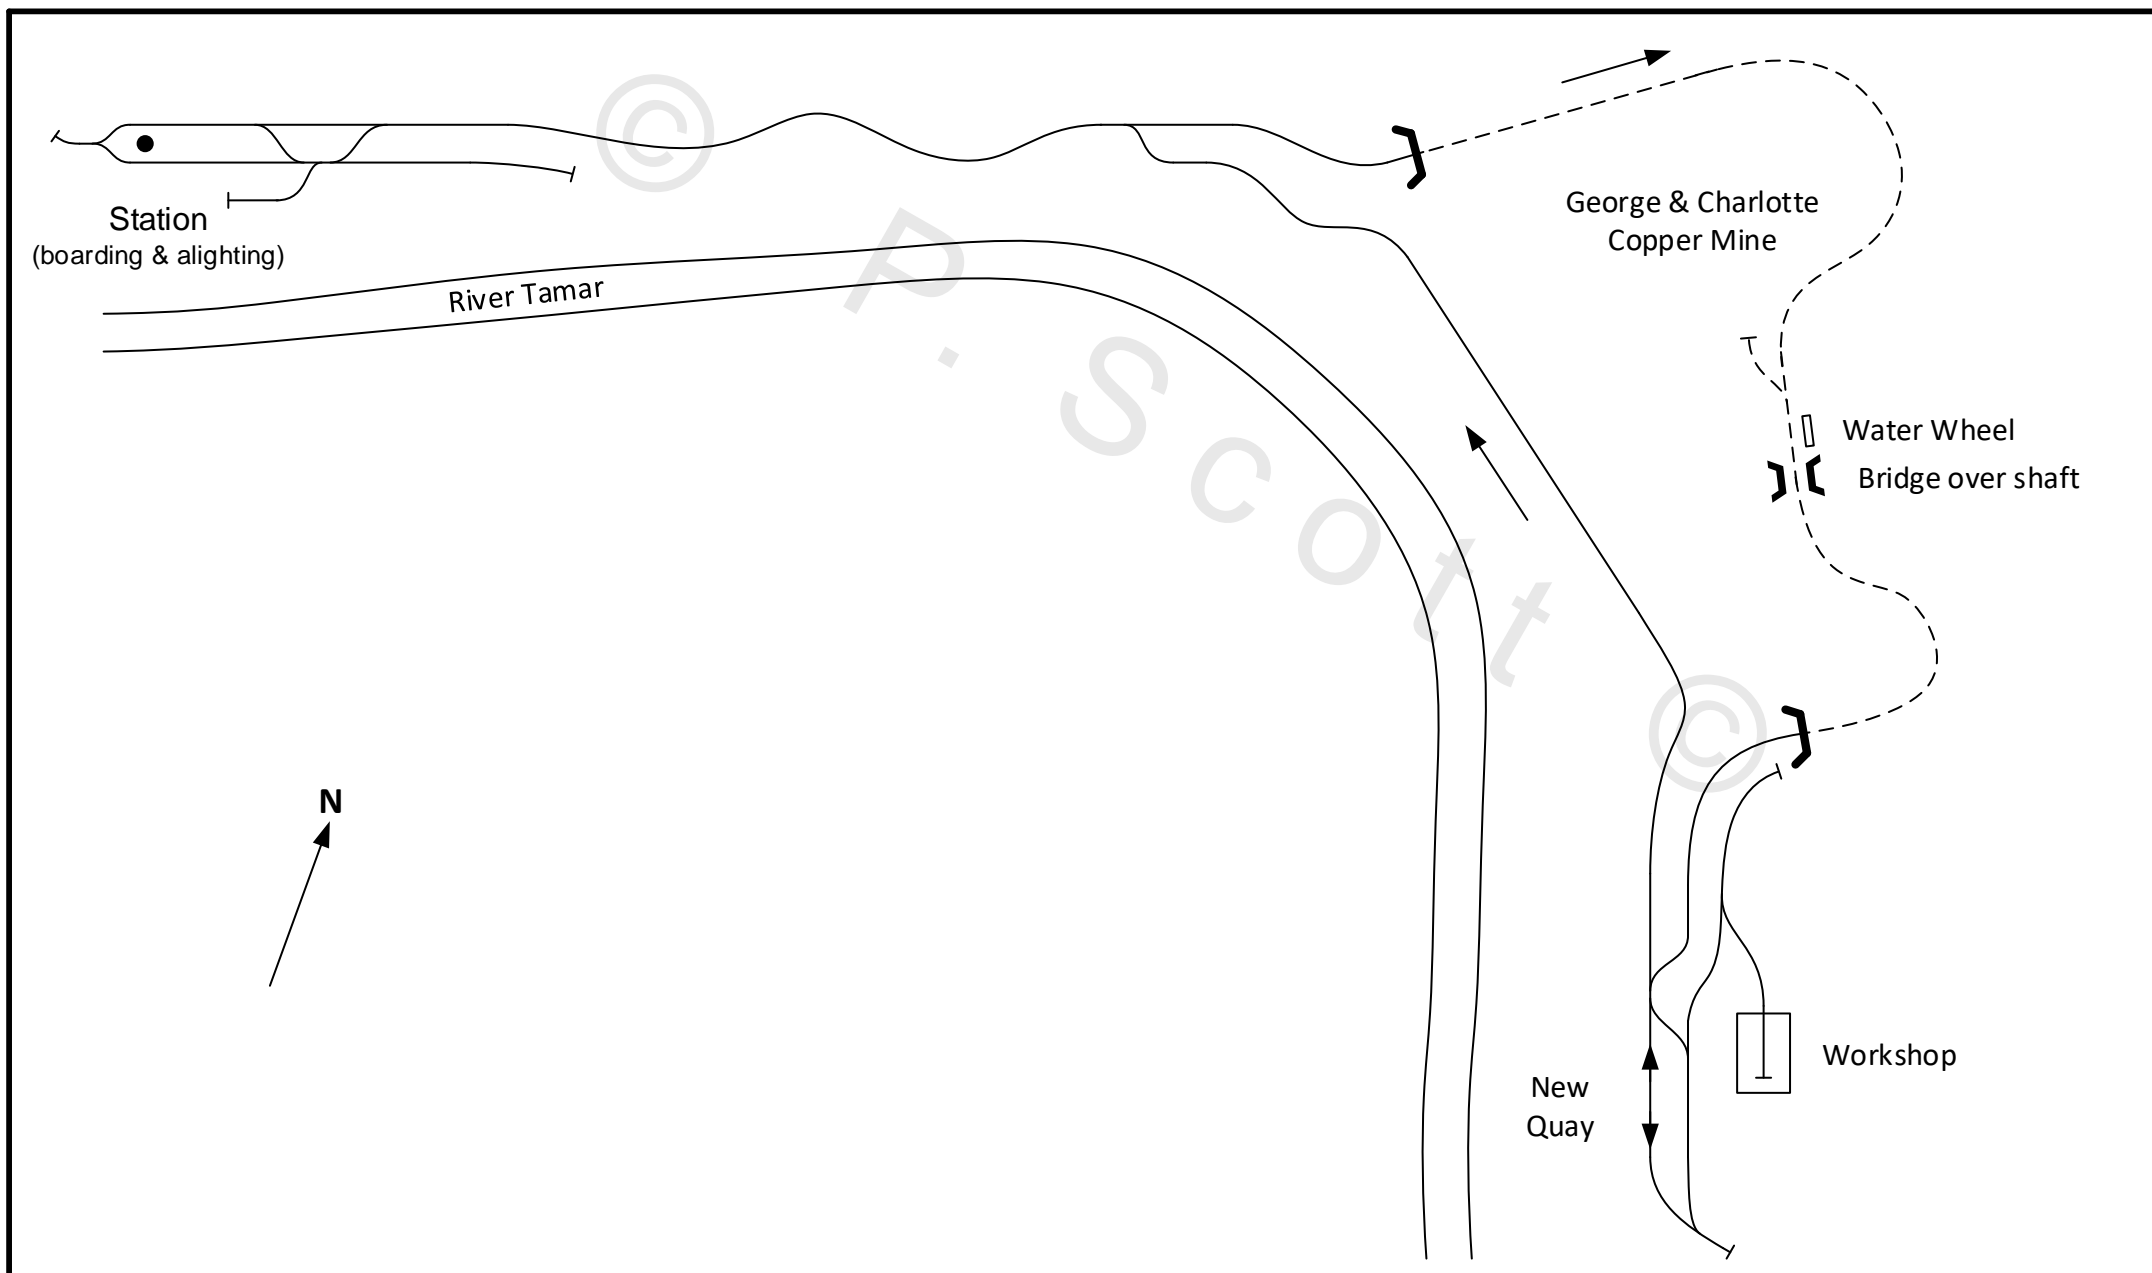 Station
(boarding & alighting)
River Tamar
George & Charlotte
Copper Mine
Water Wheel
Bridge over shaft
N
New
Quay
Workshop
© P. Scott ©